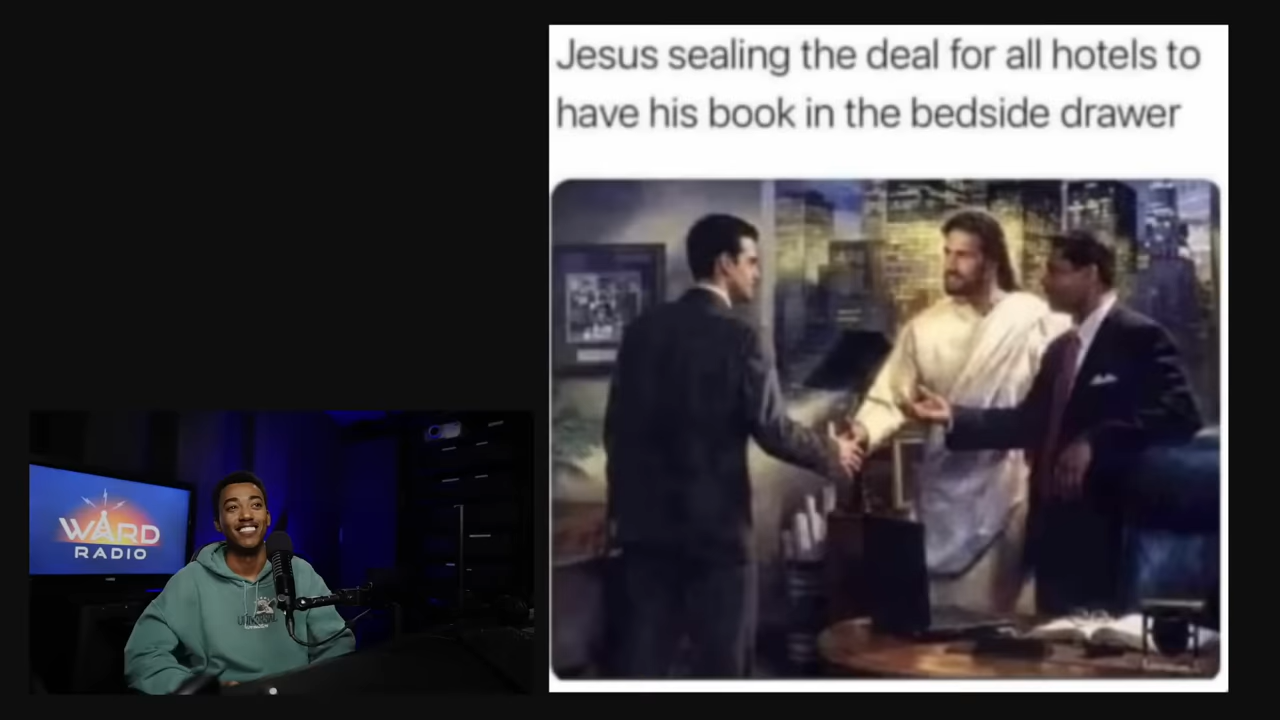 Jesus sealing the deal for all hotels to
have his book in the bedside drawer
WARD
RADIO